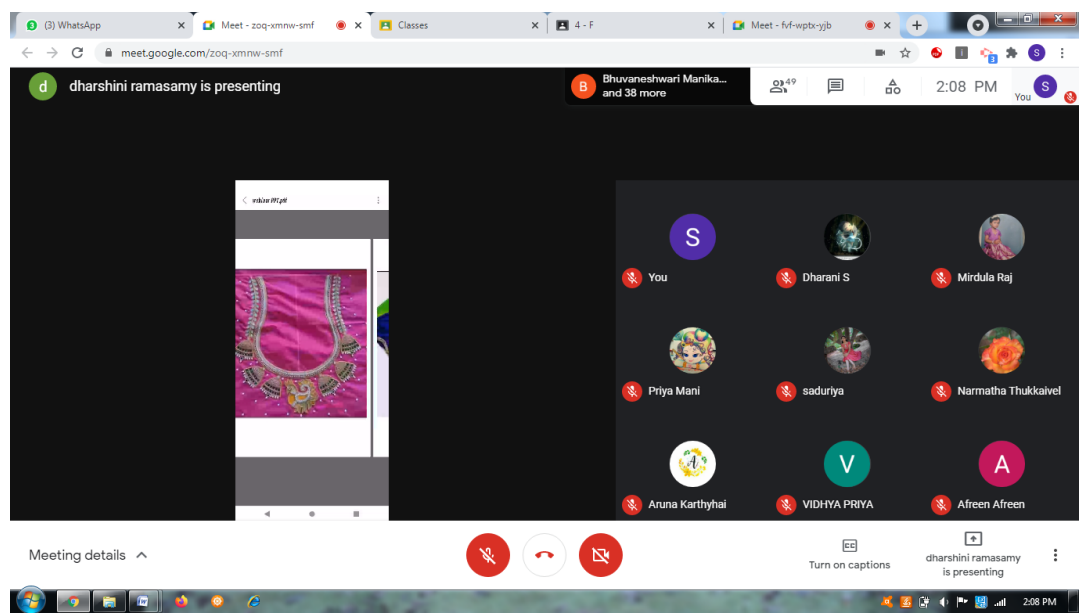 (3) WhatsApp
Meet - zoq-xmnw-smf
Classes
4 - F
Meet - fvf-wptx-yjb
meet.google.com/zoq-xmnw-smf
S
d
dharshini ramasamy is presenting
B
Bhuvaneshwari Manika...
and 38 more
49
2:08 PM
You
S
PPT.pdf
S
You
Dharani S
Mirdula Raj
Priya Mani
saduriya
Narmatha Thukkaivel
A
Aruna Karthyhai
V
VIDHYA PRIYA
A
Afreen Afreen
Meeting details
CC
Turn on captions
dharshini ramasamy
is presenting
2:08 PM